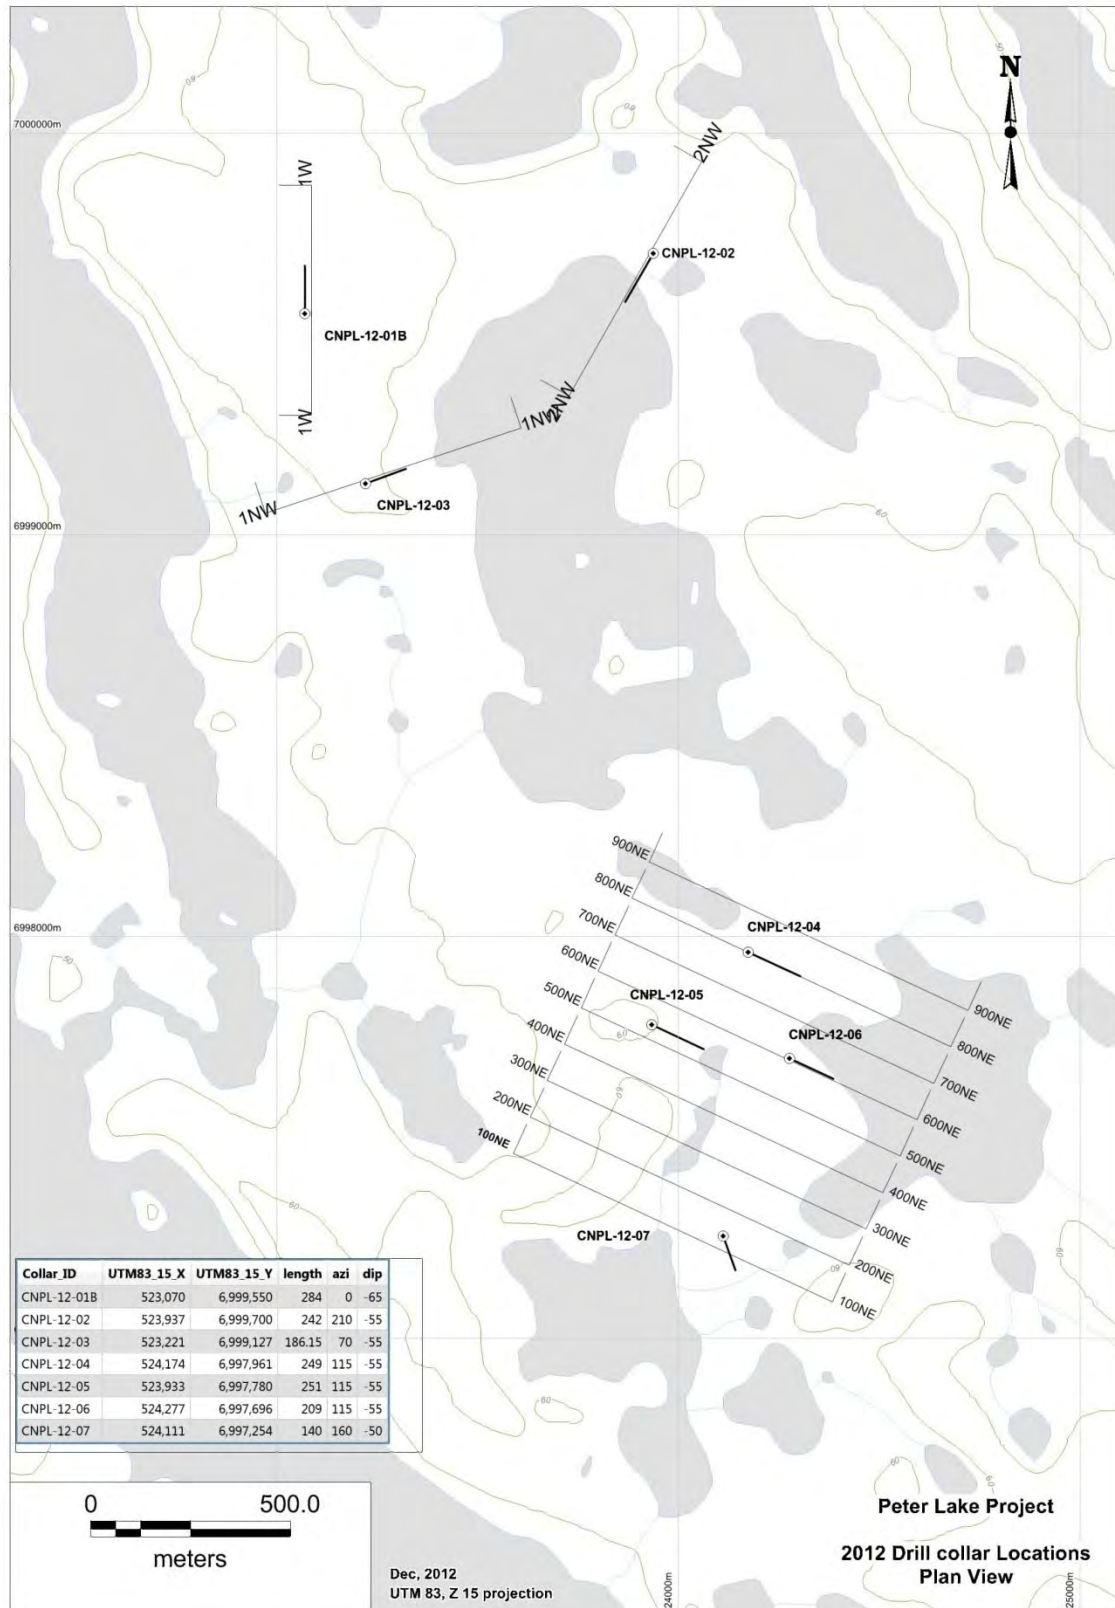 N
7000000m
1W
2NW
CNPL-12-02
CNPL-12-01B
1W
2NW
1NW
1NW
CNPL-12-03
6999000m
60
900NE
800NE
700NE
600NE
500NE
400NE
300NE
200NE
100NE
6998000m
CNPL-12-04
CNPL-12-05
CNPL-12-06
CNPL-12-07
900NE
800NE
700NE
600NE
500NE
400NE
300NE
200NE
100NE
Collar_ID UTM83_15_X UTM83_15_Y length azi dip
CNPL-12-01B 523,070 6,999,550 284 0 -65
CNPL-12-02 523,937 6,999,700 242 210 -55
CNPL-12-03 523,221 6,999,127 186.15 70 -55
CNPL-12-04 524,174 6,997,961 249 115 -55
CNPL-12-05 523,933 6,997,780 251 115 -55
CNPL-12-06 524,277 6,997,696 209 115 -55
CNPL-12-07 524,111 6,997,254 140 160 -50
0 500.0
meters
Dec, 2012
UTM 83, Z 15 projection
24000m
25000m
Peter Lake Project
2012 Drill collar Locations
Plan View